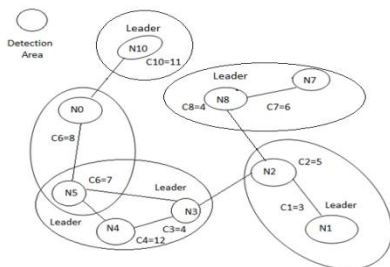 Detection
Area
Leader
N10
C10=11
Leader
N7
N8
C8=4
C7=6
N0
C6=8
C6=7
N5
Leader
Leader
N3
N4
C3=4
C4=12
C2=5
N2
C1=3
Leader
N1